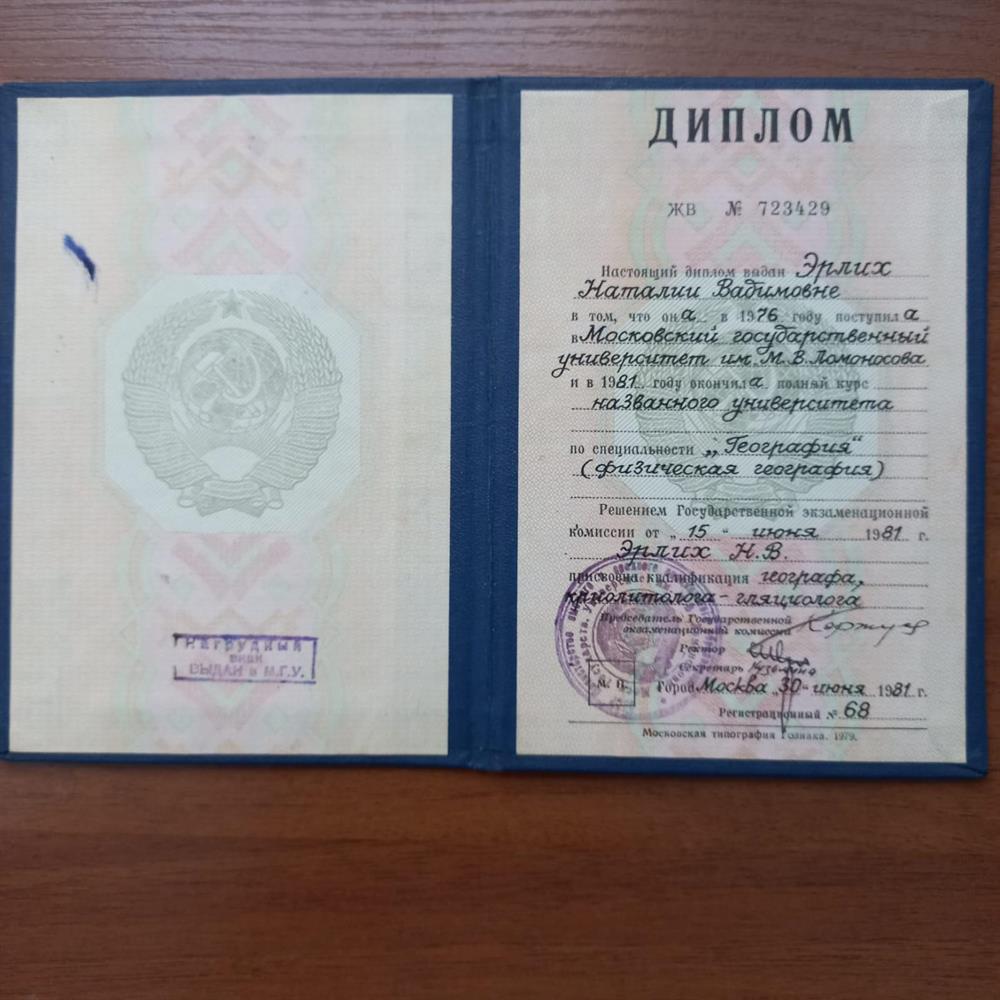 Нагрудный
знак
ВЫДАН в М.Г.У.
ДИПЛОМ
ЖВ № 723429
Настоящий диплом выдан Эрлих
Наталии Вадимовне
в том, что она в 1976 году поступила
в Московский государственный
университет им. М.В. Ломоносова
и в 1981 году окончила полный курс
названного университета
по специальности „География"
(физическая география)
Решением Государственной экзаменационной
комиссии от „15" июня 1981 г.
Эрлих Н.В.
присвоена квалификация географа,
криолитолога-гляциолога
Председатель Государственной
экзаменационной комиссии
Ректор
Секретарь
М. П. Город Москва „30" июня 1981 г.
Регистрационный № 68
Московская типография Гознака. 1979.